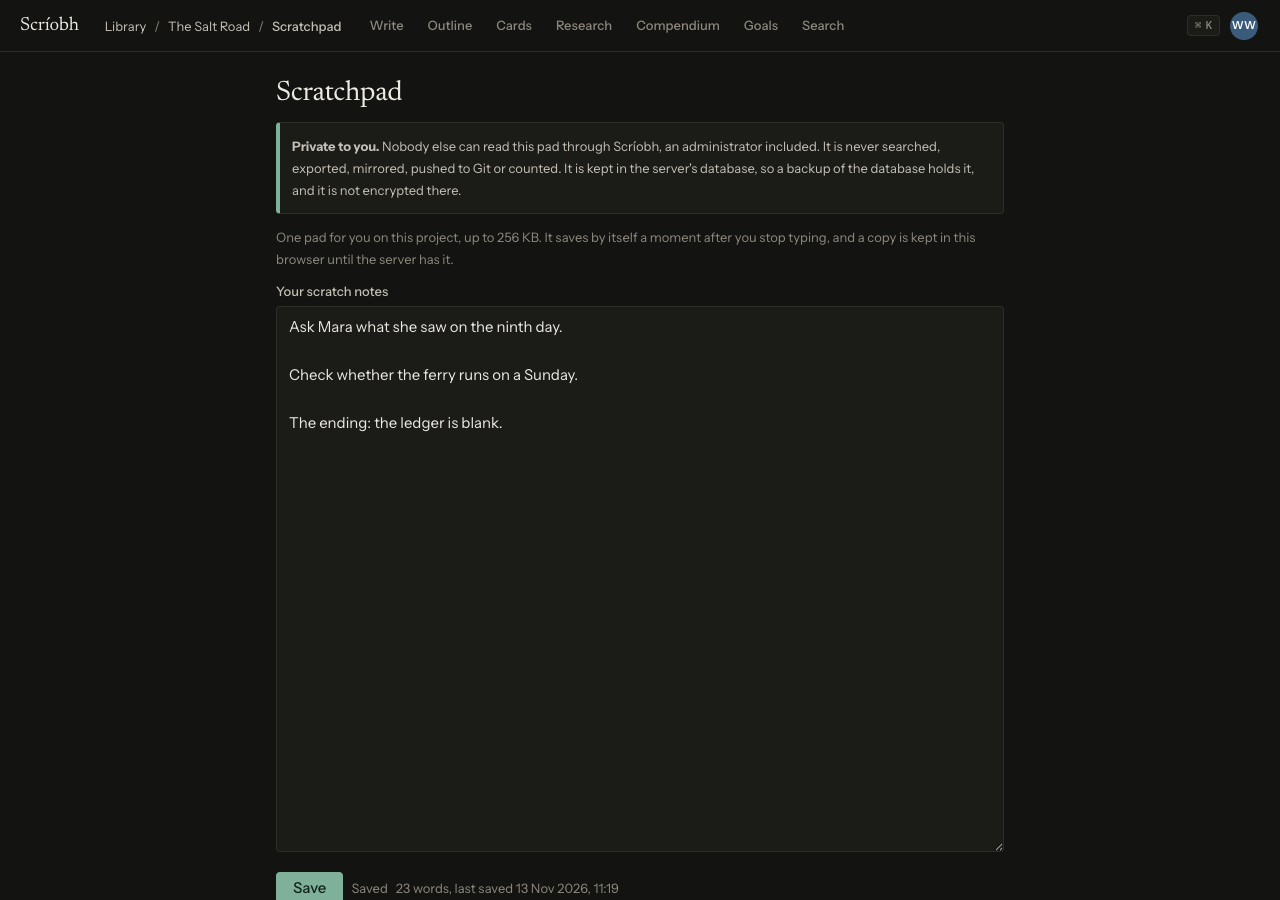 Scríobh Library / The Salt Road / Scratchpad Write Outline Cards Research Compendium Goals Search ⌘ K WW
Scratchpad
Private to you. Nobody else can read this pad through Scríobh, an administrator included. It is never searched,
exported, mirrored, pushed to Git or counted. It is kept in the server's database, so a backup of the database holds it,
and it is not encrypted there.
One pad for you on this project, up to 256 KB. It saves by itself a moment after you stop typing, and a copy is kept in this
browser until the server has it.
Your scratch notes
Ask Mara what she saw on the ninth day.
Check whether the ferry runs on a Sunday.
The ending: the ledger is blank.
Save Saved 23 words, last saved 13 Nov 2026, 11:19